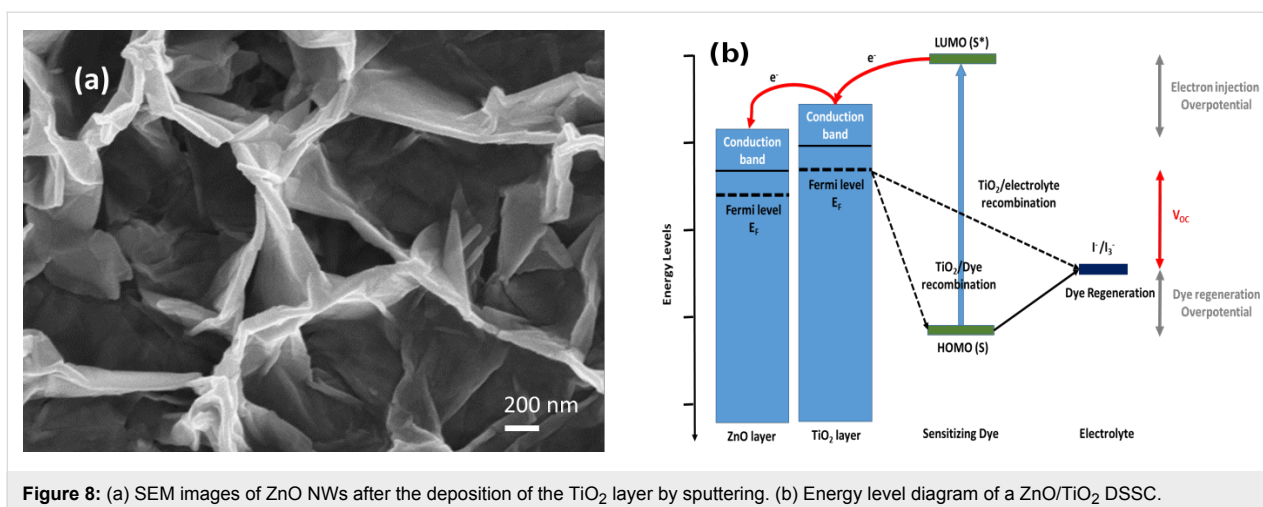 (a)
200 nm
(b)
LUMO (S*)
e-
e-
Electron injection
Overpotential
Conduction
band
Conduction
band
Fermi level
EF
Fermi level
EF
TiO2/electrolyte
recombination
VOC
I-/I3-
Energy Levels
TiO2/Dye
recombination
Dye Regeneration
Dye regeneration
Overpotential
HOMO (S)
ZnO layer
TiO2 layer
Sensitizing Dye
Electrolyte
Figure 8: (a) SEM images of ZnO NWs after the deposition of the TiO2 layer by sputtering. (b) Energy level diagram of a ZnO/TiO2 DSSC.